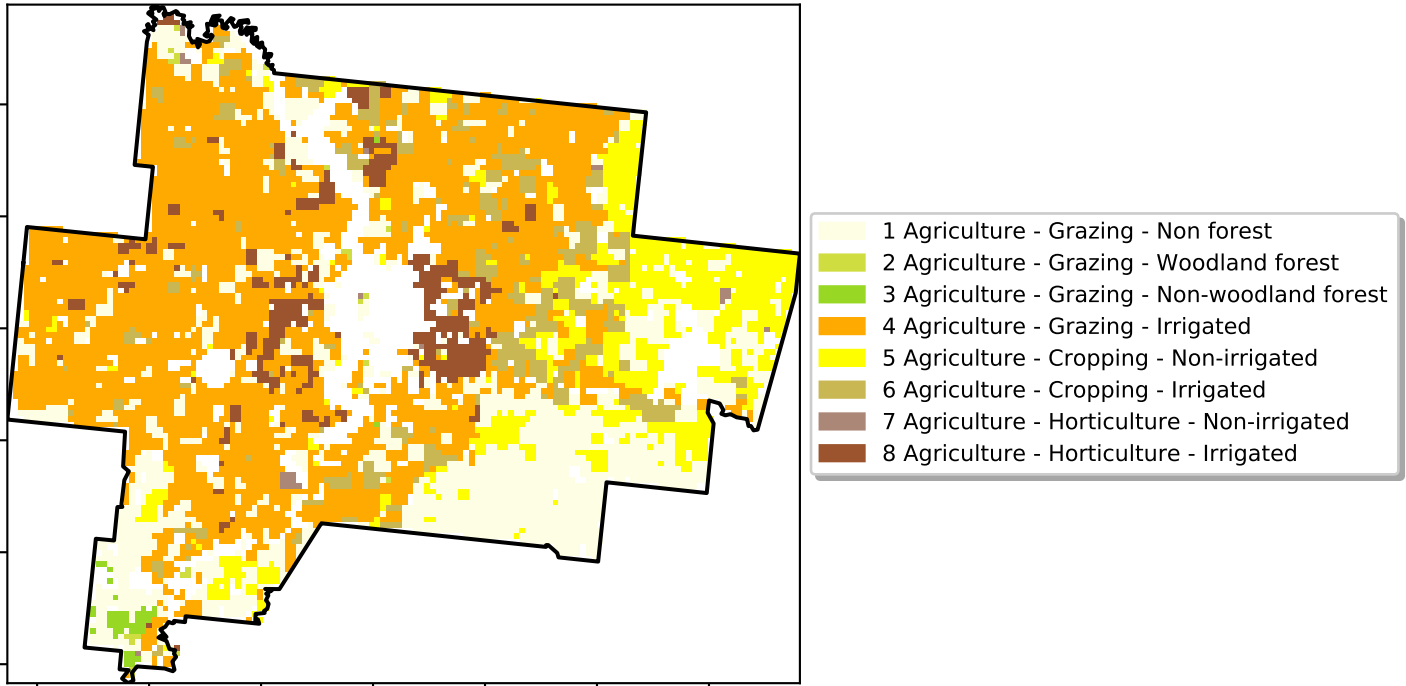 1 Agriculture - Grazing - Non forest
2 Agriculture - Grazing - Woodland forest
3 Agriculture - Grazing - Non-woodland forest
4 Agriculture - Grazing - Irrigated
5 Agriculture - Cropping - Non-irrigated
6 Agriculture - Cropping - Irrigated
7 Agriculture - Horticulture - Non-irrigated
8 Agriculture - Horticulture - Irrigated